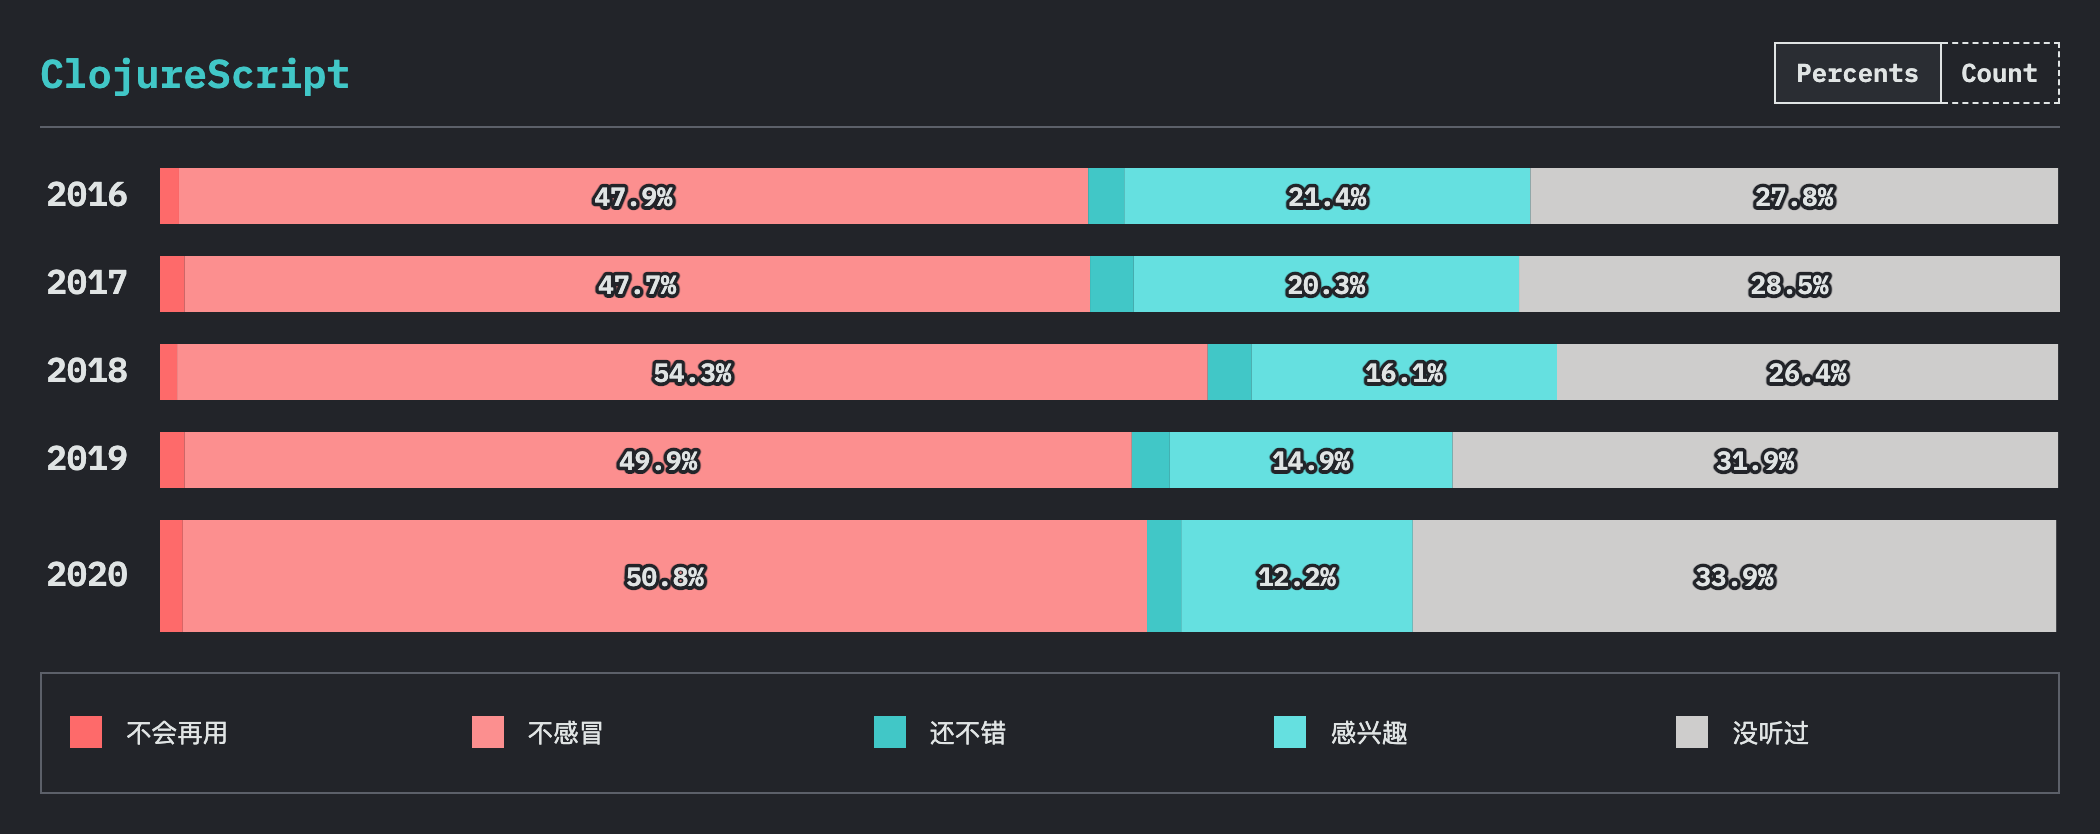 ClojureScript
Percents Count
2016 47.9% 21.4% 27.8%
2017 47.7% 20.3% 28.5%
2018 54.3% 16.1% 26.4%
2019 49.9% 14.9% 31.9%
2020 50.8% 12.2% 33.9%
不会再用 不感冒 还不错 感兴趣 没听过